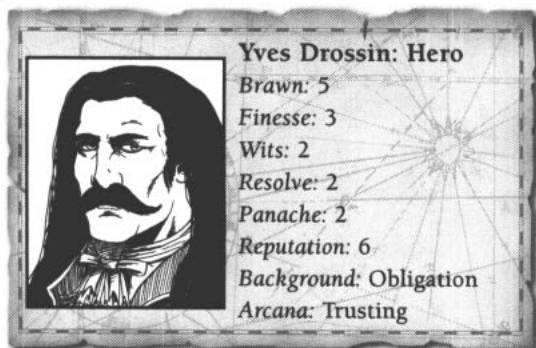 Yves Drossin: Hero
Brawn: 5
Finesse: 3
Wits: 2
Resolve: 2
Panache: 2
Reputation: 6
Background: Obligation
Arcana: Trusting